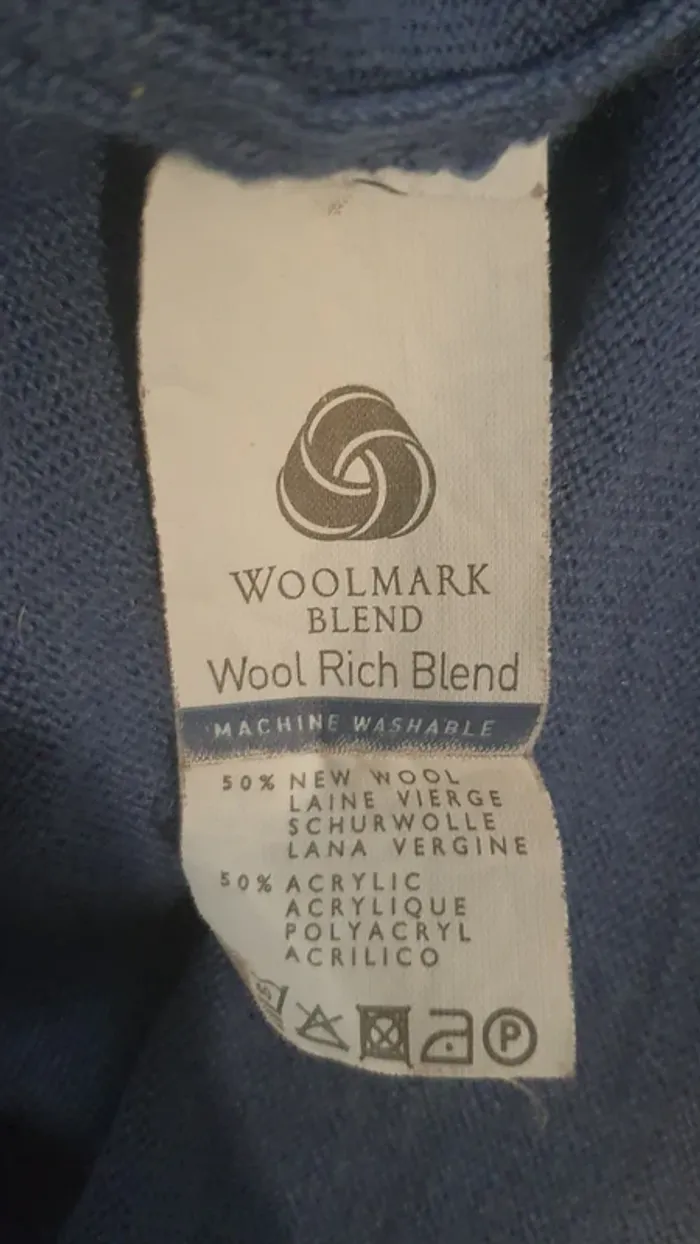 WOOLMARK
BLEND
Wool Rich Blend
MACHINE WASHABLE
50% NEW WOOL
LAINE VIERGE
SCHURWOLLE
LANA VERGINE
50% ACRYLIC
ACRYLIQUE
POLYACRYL
ACRILICO
P